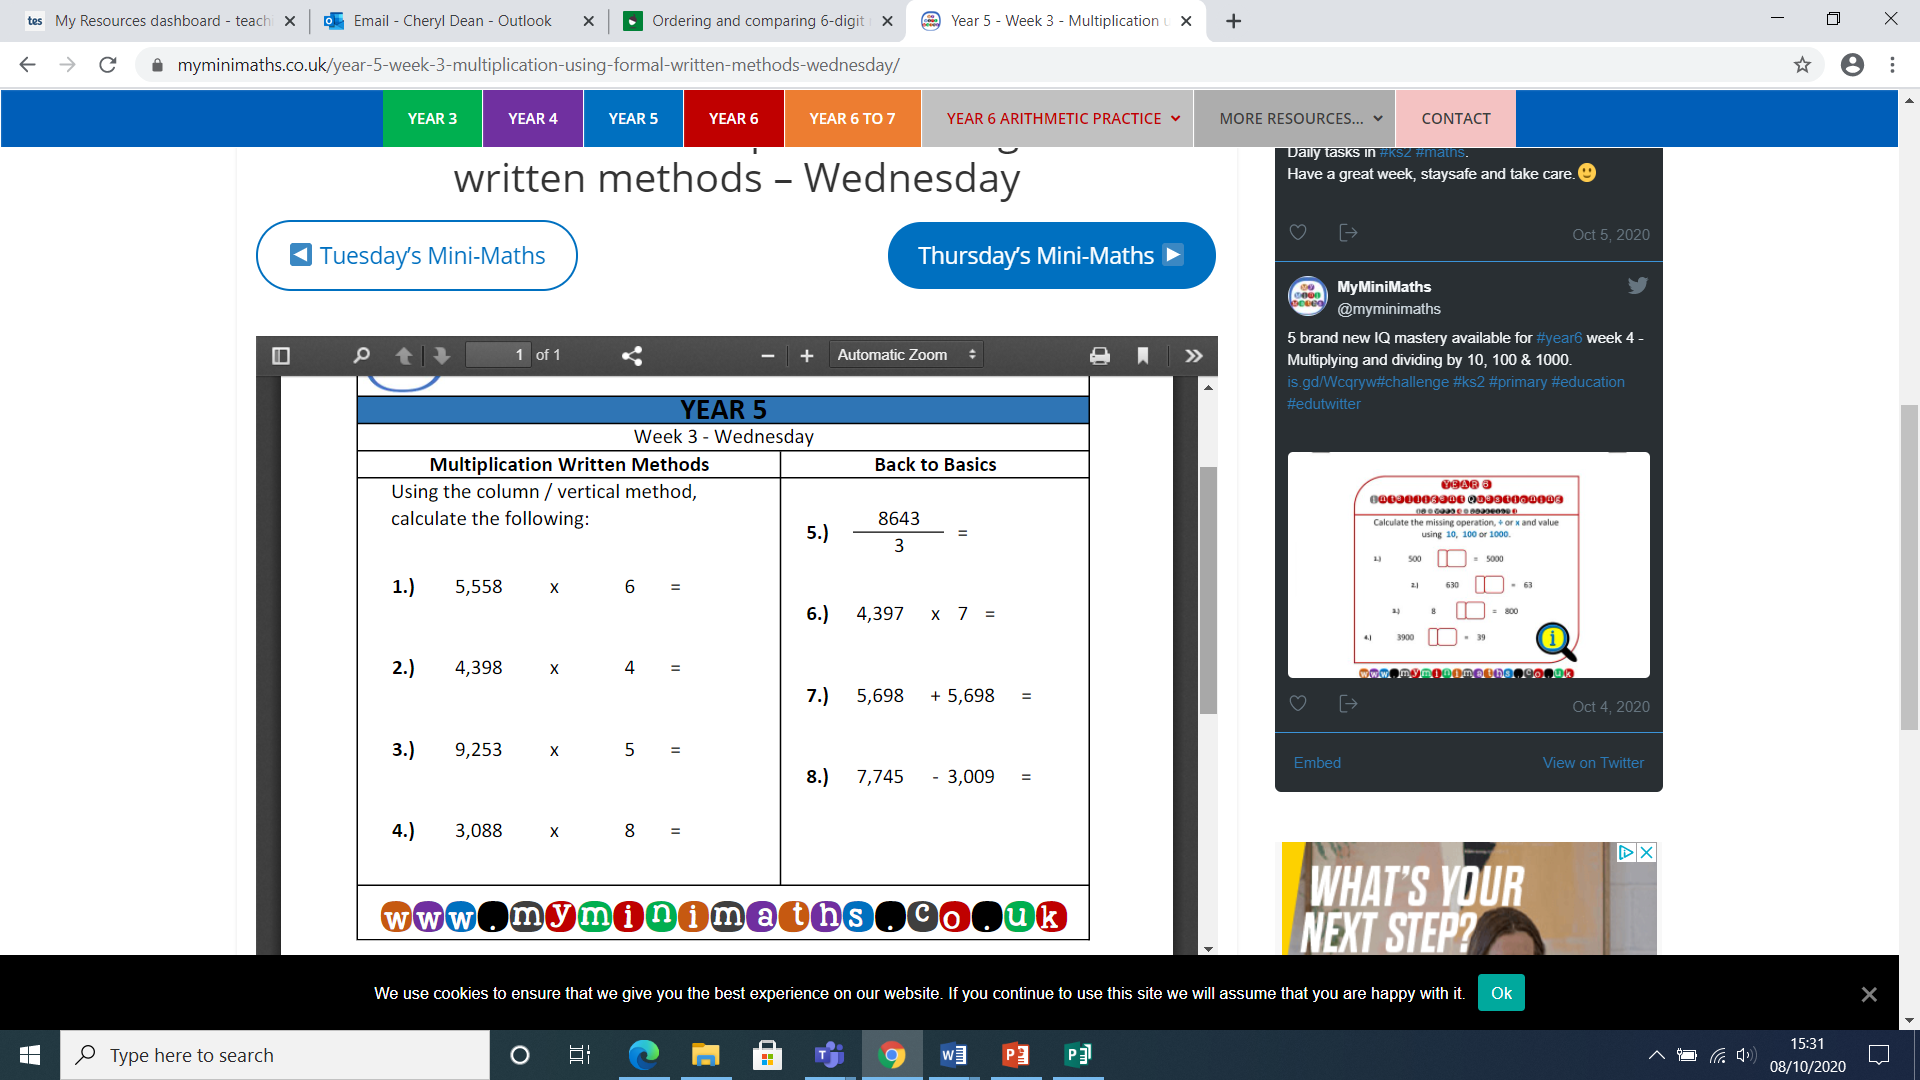 tes My Resources dashboard - teachi
Email - Cheryl Dean - Outlook
Ordering and comparing 6-digit
Year 5 - Week 3 - Multiplication u
myminimaths.co.uk/year-5-week-3-multiplication-using-formal-written-methods-wednesday/
YEAR 3
YEAR 4
YEAR 5
YEAR 6
YEAR 6 TO 7
YEAR 6 ARITHMETIC PRACTICE
MORE RESOURCES...
CONTACT
written methods – Wednesday
Tuesday's Mini-Maths
Thursday's Mini-Maths
1 of 1
Automatic Zoom
YEAR 5
Week 3 - Wednesday
Multiplication Written Methods
Using the column / vertical method,
calculate the following:
1.) 5,558 x 6 =
2.) 4,398 x 4 =
3.) 9,253 x 5 =
4.) 3,088 x 8 =
Back to Basics
5.) 8643
3 =
6.) 4,397 x 7 =
7.) 5,698 + 5,698 =
8.) 7,745 - 3,009 =
www.myminimaths.co.uk
Daily tasks in #ks2 #maths.
Have a great week, staysafe and take care.
Oct 5, 2020
MyMiniMaths
@myminimaths
5 brand new IQ mastery available for #year6 week 4 -
Multiplying and dividing by 10, 100 & 1000.
is.gd/Wcqryw#challenge #ks2 #primary #education
#edutwitter
YEAR 6
Intelligent Questioning
Calculate the missing operation, ÷ or x and value
using 10, 100 or 1000.
1.) 500 = 5000
2.) 630 = 63
3.) 8 = 800
4.) 3900 = 39
www.myminimaths.co.uk
Oct 4, 2020
Embed
View on Twitter
WHAT'S YOUR
NEXT STEP?
We use cookies to ensure that we give you the best experience on our website. If you continue to use this site we will assume that you are happy with it.
Ok
Type here to search
15:31
08/10/2020